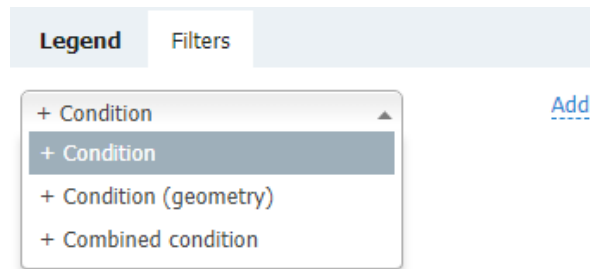 Legend Filters
+ Condition Add
+ Condition
+ Condition (geometry)
+ Combined condition